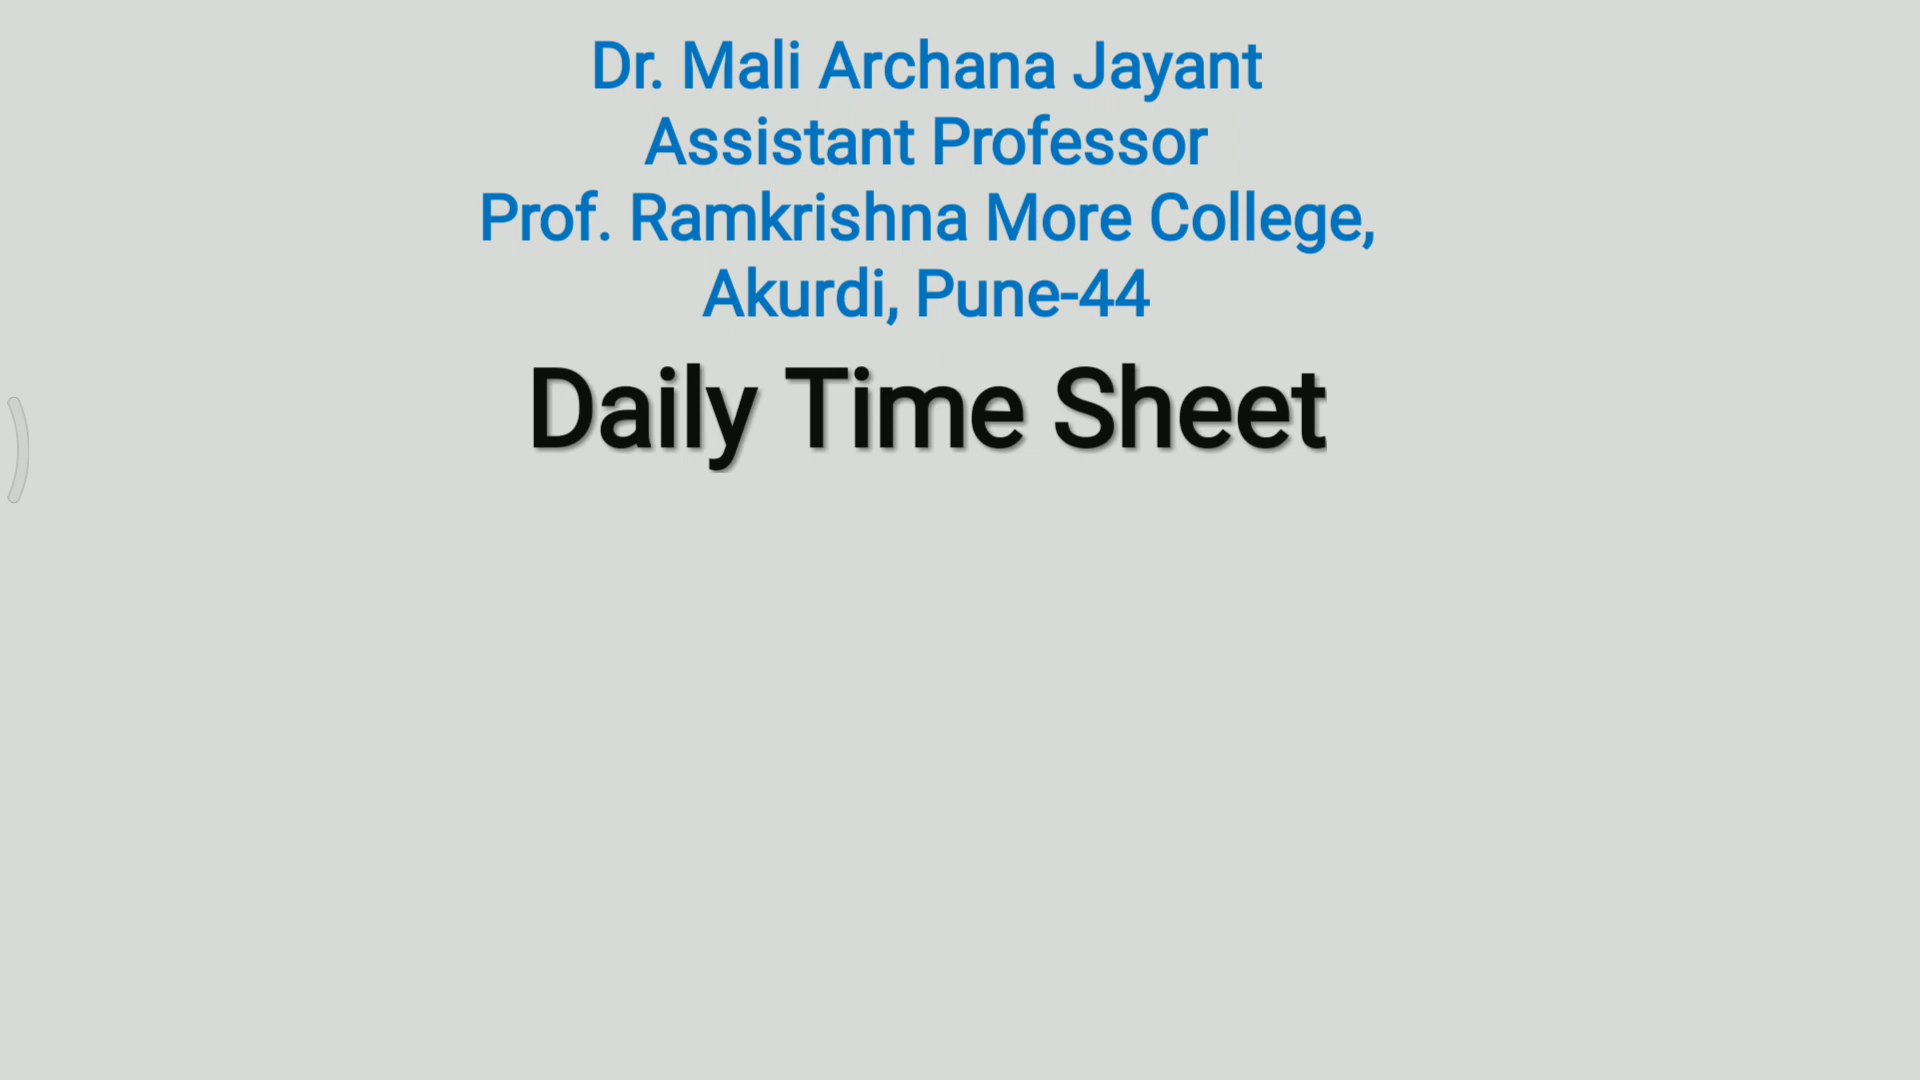 Dr. Mali Archana Jayant
Assistant Professor
Prof. Ramkrishna More College,
Akurdi, Pune-44
Daily Time Sheet